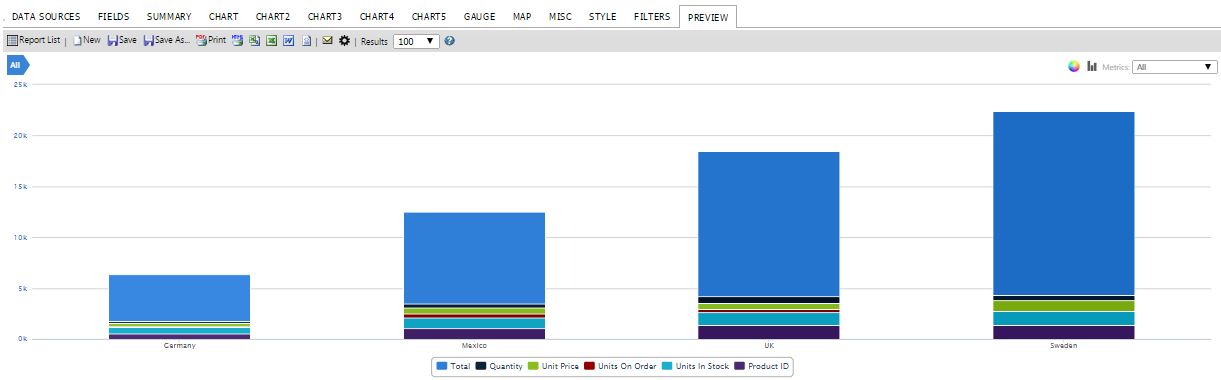 DATA SOURCES FIELDS SUMMARY CHART CHART2 CHART3 CHART4 CHART5 GAUGE MAP MISC STYLE FILTERS PREVIEW
Report List | New Save Save As... Print | Results 100
All
Metrics: All
25k
20k
15k
10k
5k
0k
Germany Mexico UK Sweden
Total Quantity Unit Price Units On Order Units In Stock Product ID